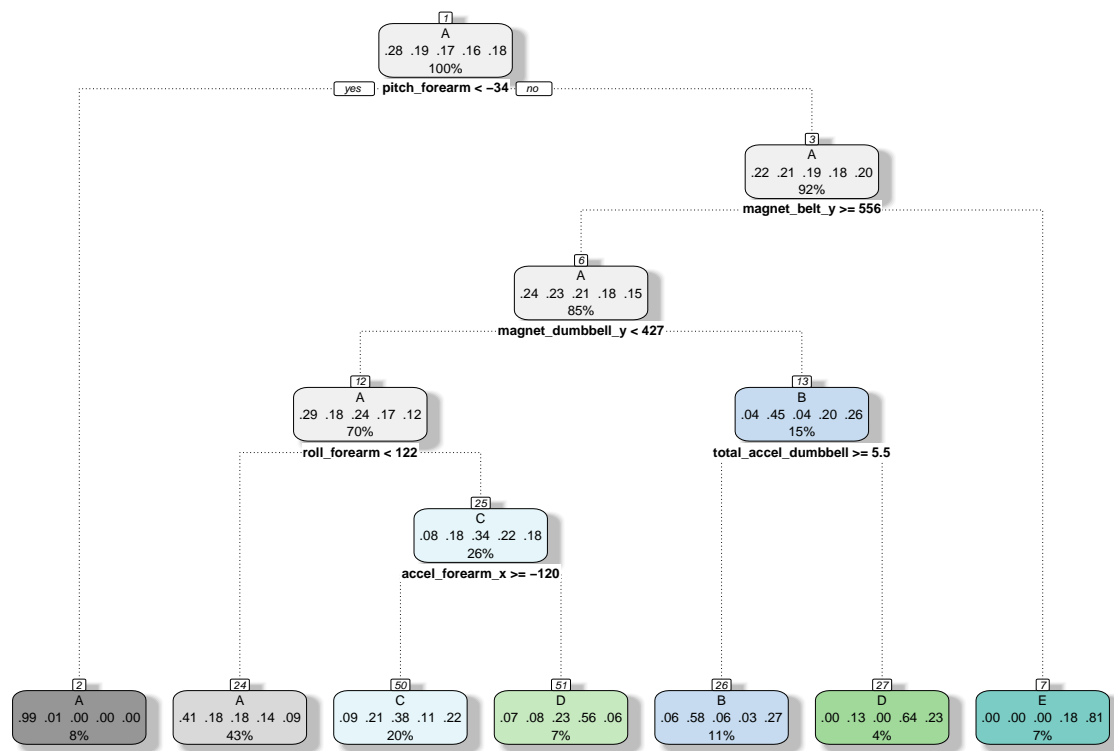 1
A
.28 .19 .17 .16 .18
100%
yes pitch_forearm < −34 no
3
A
.22 .21 .19 .18 .20
92%
magnet_belt_y >= 556
6
A
.24 .23 .21 .18 .15
85%
magnet_dumbbell_y < 427
12
A
.29 .18 .24 .17 .12
70%
roll_forearm < 122
13
B
.04 .45 .04 .20 .26
15%
total_accel_dumbbell >= 5.5
25
C
.08 .18 .34 .22 .18
26%
accel_forearm_x >= −120
2
A
.99 .01 .00 .00 .00
8%
24
A
.41 .18 .18 .14 .09
43%
50
C
.09 .21 .38 .11 .22
20%
51
D
.07 .08 .23 .56 .06
7%
26
B
.06 .58 .06 .03 .27
11%
27
D
.00 .13 .00 .64 .23
4%
7
E
.00 .00 .00 .18 .81
7%